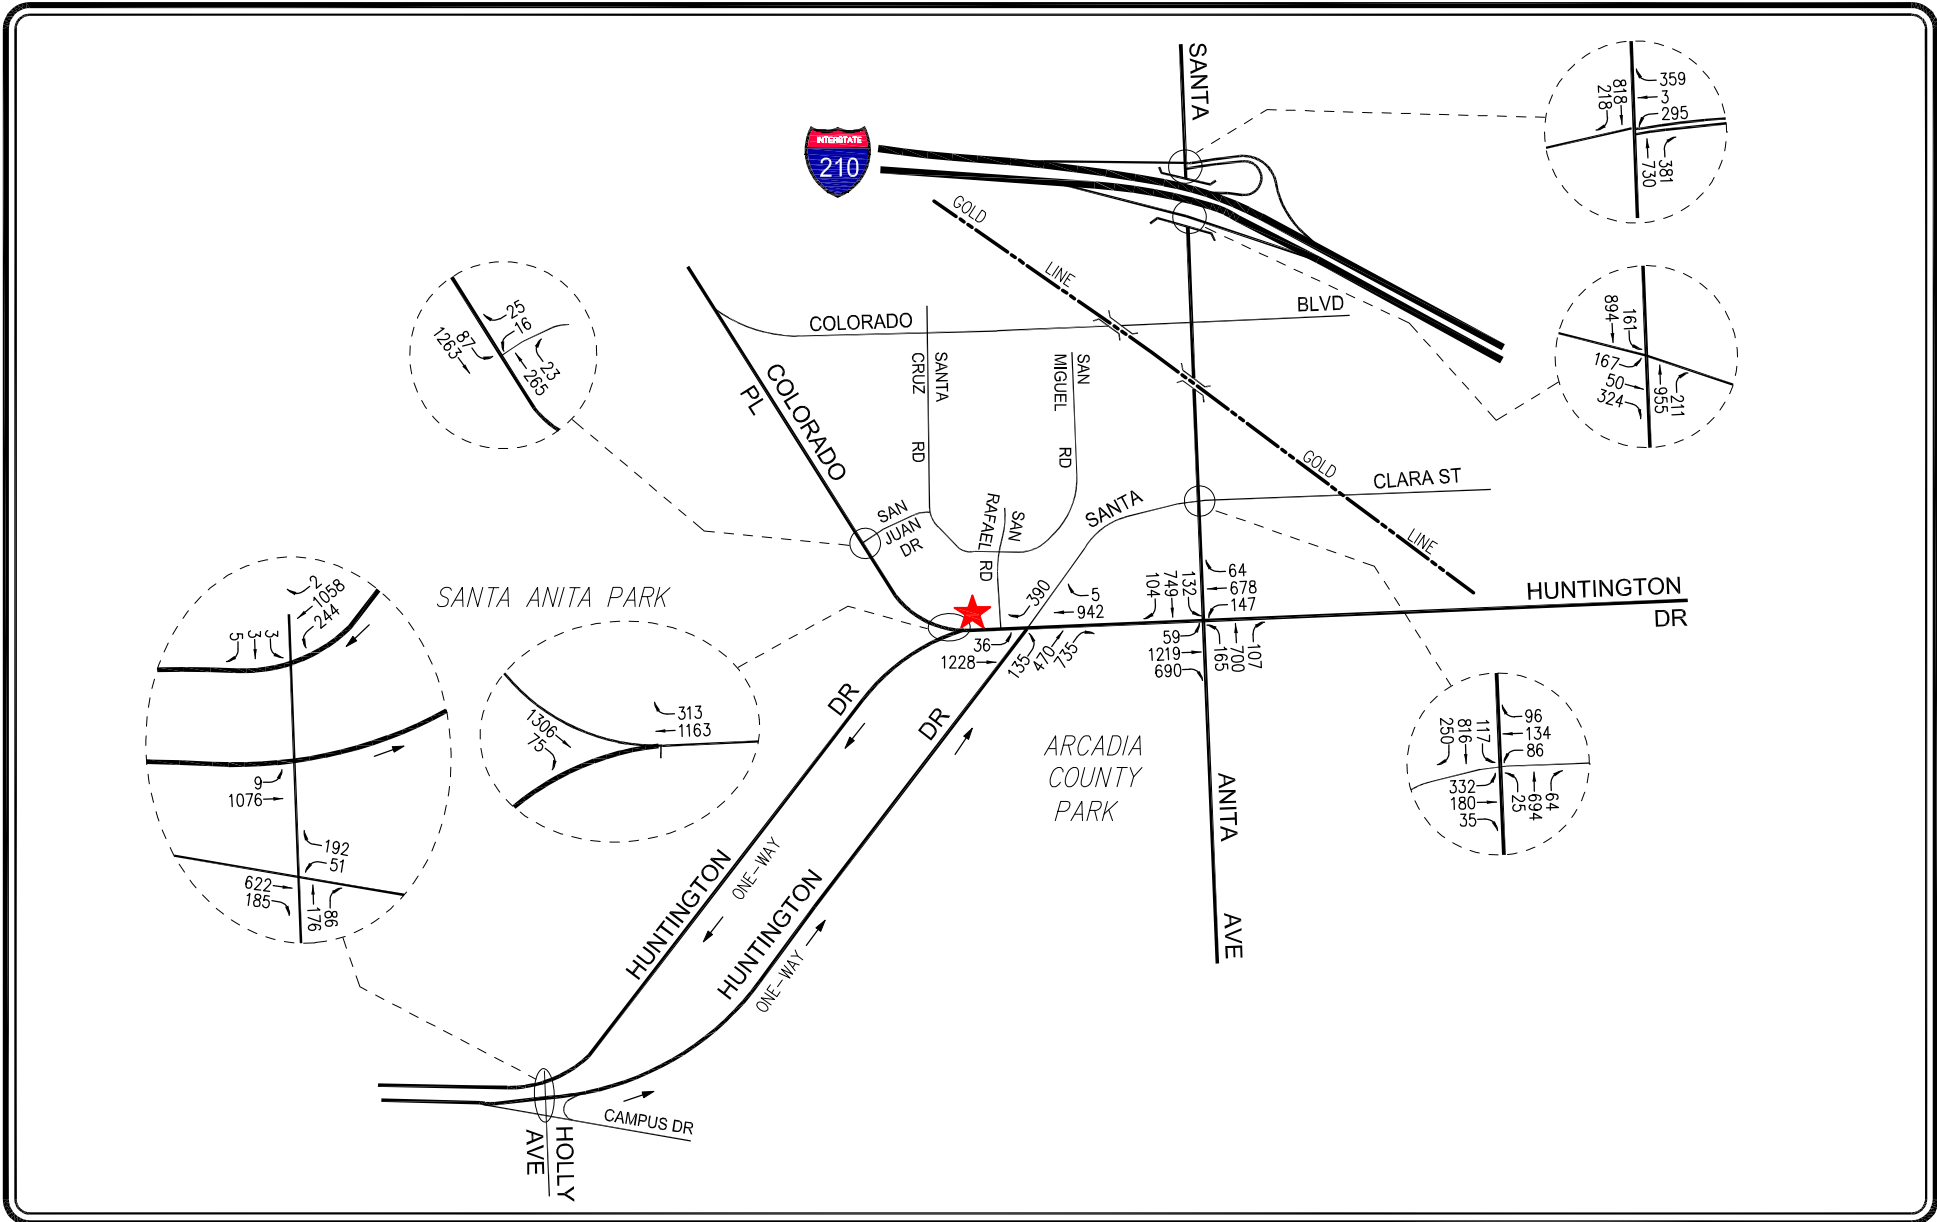 SANTA
INTERSTATE
210
GOLD
LINE
COLORADO
BLVD
COLORADO
PL
SANTA
CRUZ
RD
SAN
MIGUEL
RD
SAN
JUAN
DR
SAN
RAFAEL RD
SANTA
CLARA ST
GOLD
LINE
HUNTINGTON
DR
SANTA ANITA PARK
ARCADIA
COUNTY
PARK
ANITA
AVE
DR
DR
HUNTINGTON
ONE-WAY
HUNTINGTON
ONE-WAY
CAMPUS DR
HOLLY
AVE
818
218
359
3
295
381
730
161
894
167
50
324
211
955
25
16
87
1263
23
265
390
5
942
36
1228
135
470
735
132
749
104
64
678
147
59
1219
690
165
700
107
117
816
250
96
134
86
332
180
35
64
694
25
1306
75
313
1163
2
1058
244
3
3
5
9
1076
192
51
622
185
86
176